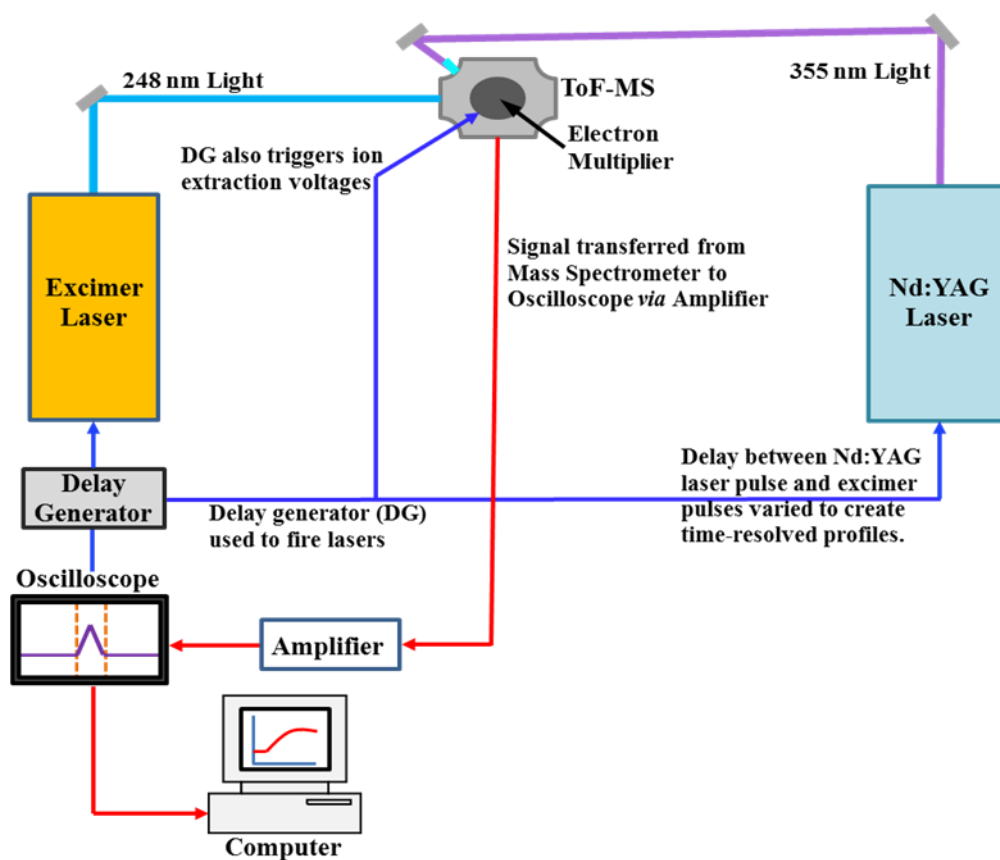 248 nm Light
355 nm Light
ToF-MS
Electron
Multiplier
DG also triggers ion
extraction voltages
Excimer
Laser
Signal transferred from
Mass Spectrometer to
Oscilloscope via Amplifier
Nd:YAG
Laser
Delay
Generator
Delay generator (DG)
used to fire lasers
Delay between Nd:YAG
laser pulse and excimer
pulses varied to create
time-resolved profiles.
Oscilloscope
Amplifier
Computer